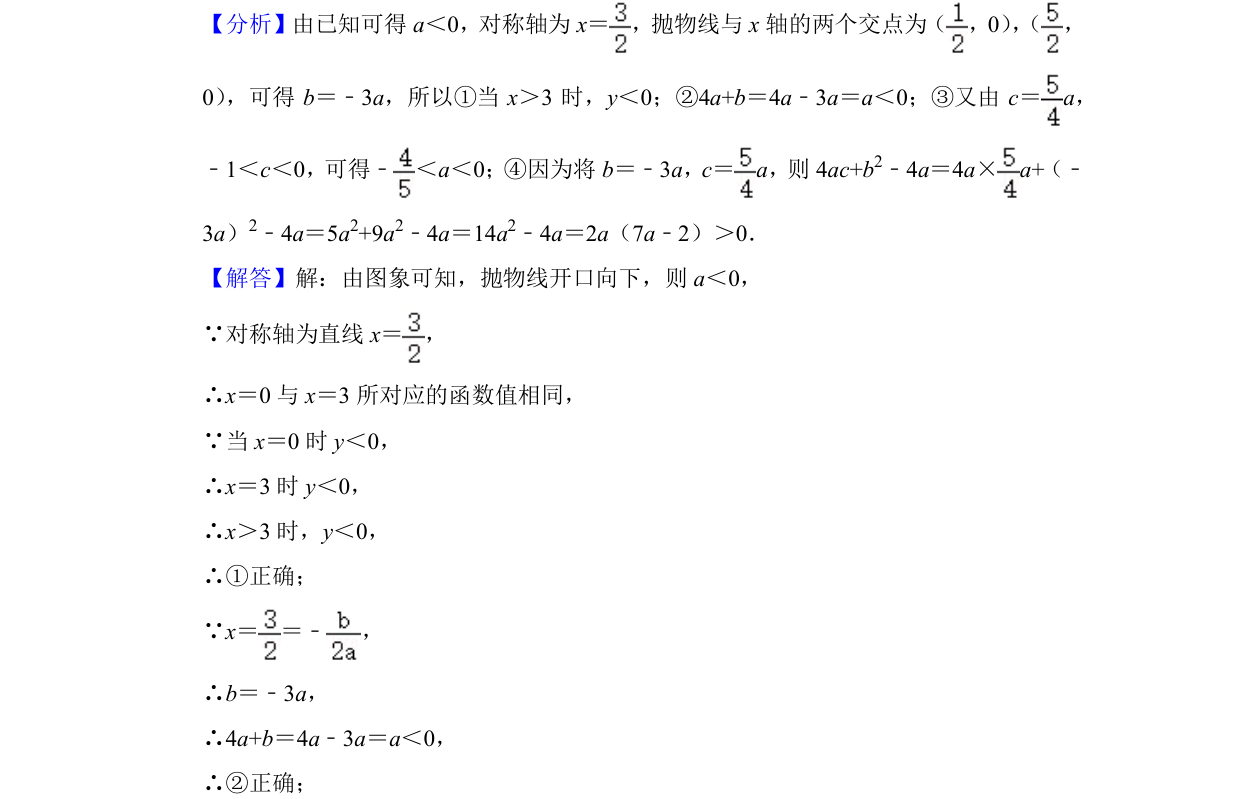 【分析】由已知可得 a＜0，对称轴为 x＝3/2，抛物线与 x 轴的两个交点为（1/2，0），（5/2，
0），可得 b＝﹣3a，所以①当 x＞3 时，y＜0；②4a+b＝4a﹣3a＝a＜0；③又由 c＝5/4a，
﹣1＜c＜0，可得﹣4/5＜a＜0；④因为将 b＝﹣3a，c＝5/4a，则 4ac+b²﹣4a＝4a×5/4a+（﹣
3a）²﹣4a＝5a²+9a²﹣4a＝14a²﹣4a＝2a（7a﹣2）＞0．
【解答】解：由图象可知，抛物线开口向下，则 a＜0，
∵对称轴为直线 x＝3/2，
∴x＝0 与 x＝3 所对应的函数值相同，
∵当 x＝0 时 y＜0，
∴x＝3 时 y＜0，
∴x＞3 时，y＜0，
∴①正确；
∵x＝3/2＝﹣b/2a，
∴b＝﹣3a，
∴4a+b＝4a﹣3a＝a＜0，
∴②正确；